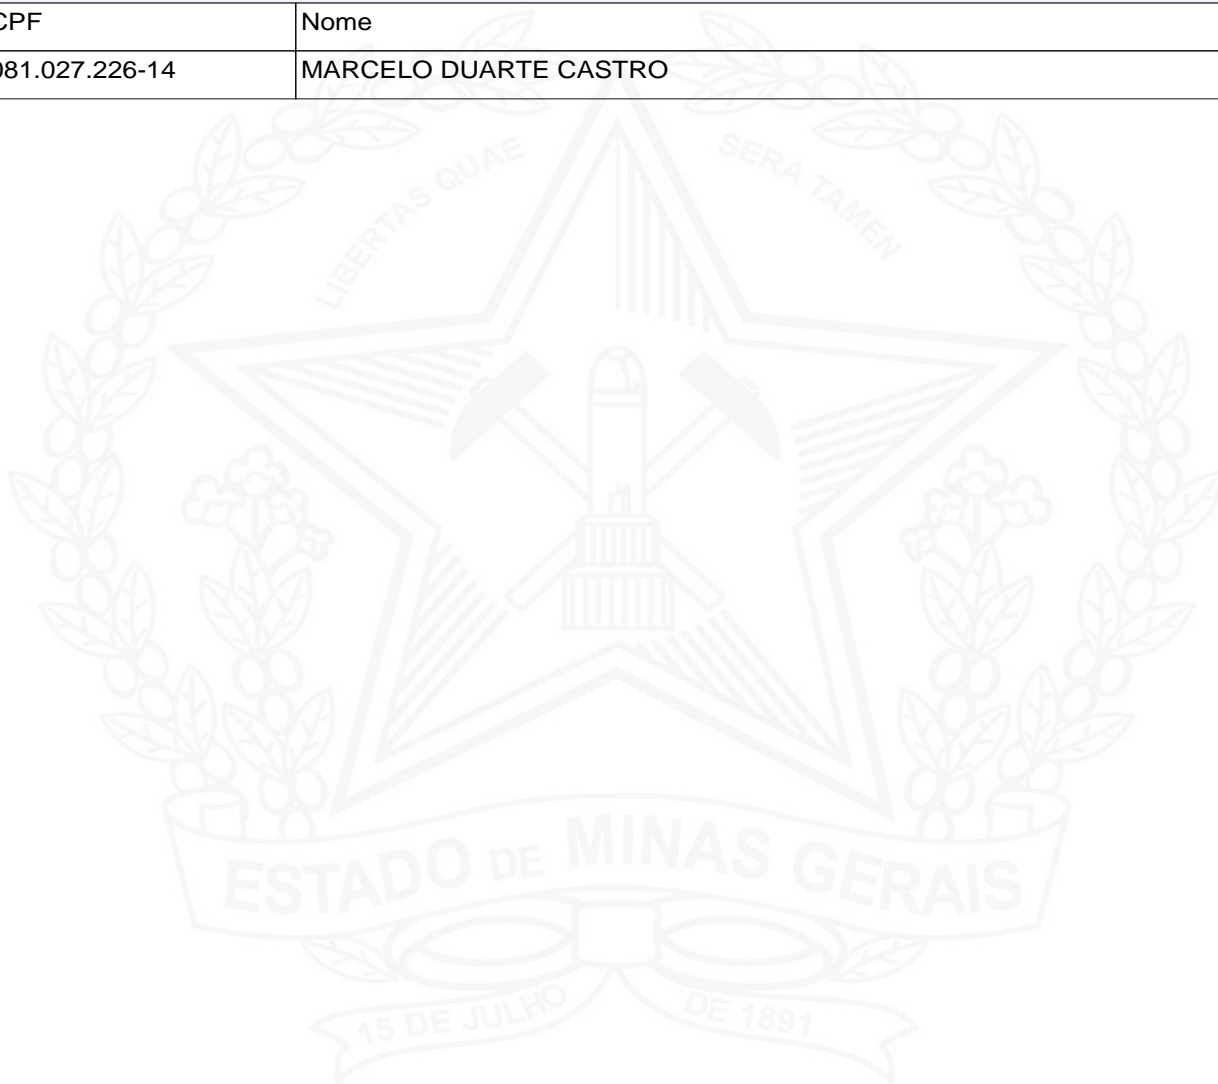 CPF Nome
081.027.226-14 MARCELO DUARTE CASTRO
LIBERTAS QUAE SERA TAMEN
ESTADO DE MINAS GERAIS
15 DE JULHO DE 1891